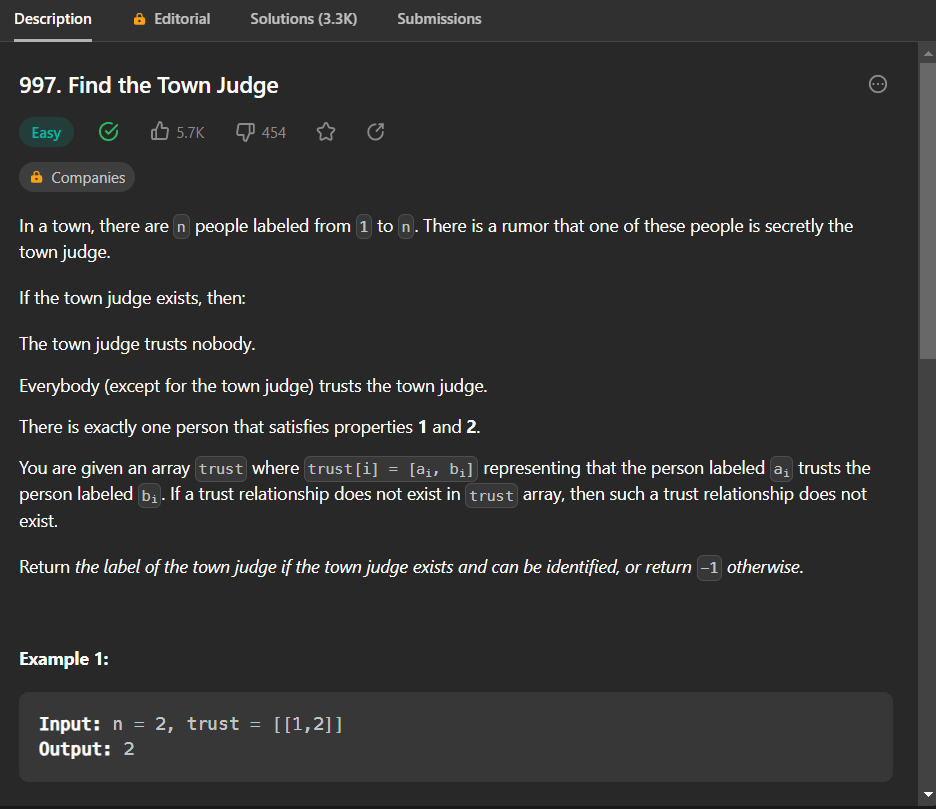 Description Editorial Solutions (3.3K) Submissions
997. Find the Town Judge
Easy 5.7K 454
Companies
In a town, there are n people labeled from 1 to n. There is a rumor that one of these people is secretly the
town judge.
If the town judge exists, then:
The town judge trusts nobody.
Everybody (except for the town judge) trusts the town judge.
There is exactly one person that satisfies properties 1 and 2.
You are given an array trust where trust[i] = [aᵢ, bᵢ] representing that the person labeled aᵢ trusts the
person labeled bᵢ. If a trust relationship does not exist in trust array, then such a trust relationship does not
exist.
Return the label of the town judge if the town judge exists and can be identified, or return -1 otherwise.
Example 1:
Input: n = 2, trust = [[1,2]]
Output: 2